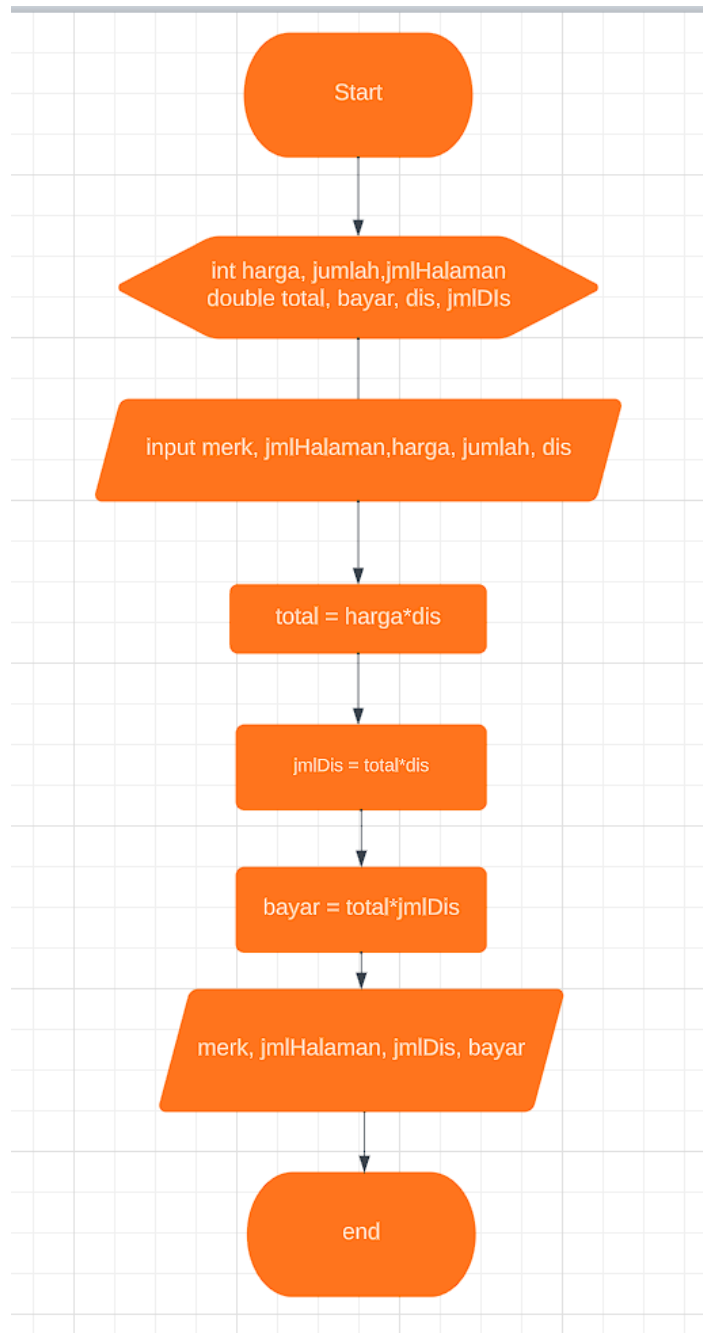 Start
int harga, jumlah,jmlHalaman
double total, bayar, dis, jmlDIs
input merk, jmlHalaman,harga, jumlah, dis
total = harga*dis
jmlDis = total*dis
bayar = total*jmlDis
merk, jmlHalaman, jmlDis, bayar
end